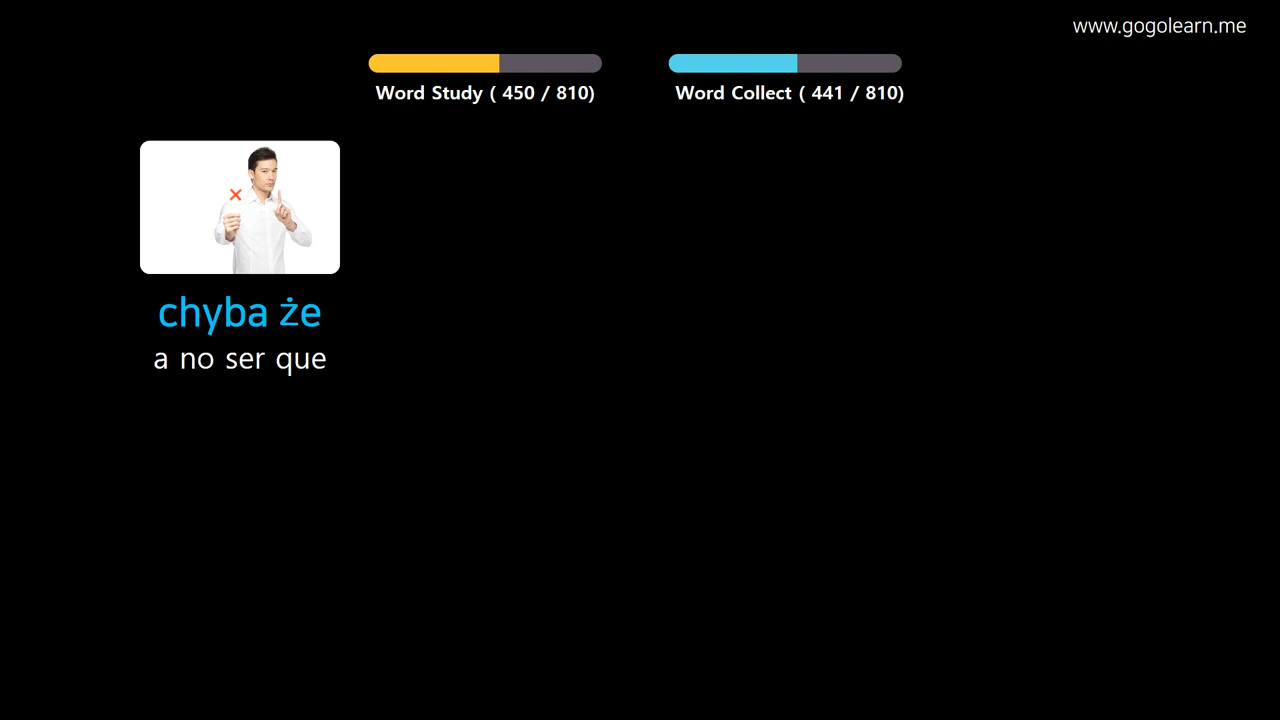 www.gogolearn.me
Word Study ( 450 / 810)
Word Collect ( 441 / 810)
chyba że
a no ser que